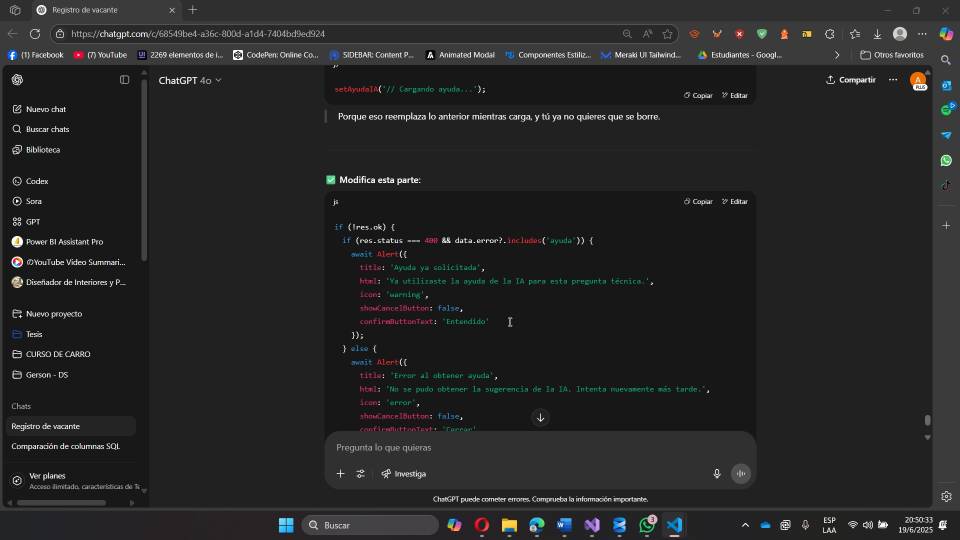 Registro de vacante
https://chatgpt.com/c/68549be4-a36c-800d-a1d4-7404bd9ed924
(1) Facebook
(7) YouTube
2269 elementos de i...
CodePen: Online Co...
SIDEBAR: Content P...
Animated Modal
Componentes Estiliz...
Meraki UI Tailwind...
Estudiantes - Googl...
Otros favoritos
ChatGPT 4o
Compartir
A
PLUS
Nuevo chat
Buscar chats
Biblioteca
Codex
Sora
GPT
Power BI Assistant Pro
@YouTube Video Summari...
Diseñador de Interiores y P...
Nuevo proyecto
Tesis
CURSO DE CARRO
Gerson - DS
Chats
Registro de vacante
Comparación de columnas SQL
Ver planes
Acceso ilimitado, características de Te
setAyudaIA('// Cargando ayuda...');
Copiar
Editar
Porque eso reemplaza lo anterior mientras carga, y tú ya no quieres que se borre.
✅ Modifica esta parte:
js
Copiar
Editar
if (!res.ok) {
if (res.status === 400 && data.error?.includes('ayuda')) {
await Alert({
title: 'Ayuda ya solicitada',
html: 'Ya utilizaste la ayuda de la IA para esta pregunta técnica.',
icon: 'warning',
showCancelButton: false,
confirmButtonText: 'Entendido'
});
} else {
await Alert({
title: 'Error al obtener ayuda',
html: 'No se pudo obtener la sugerencia de la IA. Intenta nuevamente más tarde.',
icon: 'error',
showCancelButton: false,
confirmButtonText: 'Cerrar'
Pregunta lo que quieras
Investiga
ChatGPT puede cometer errores. Comprueba la información importante.
Buscar
3
ESP
LAA
20:50:33
19/6/2025